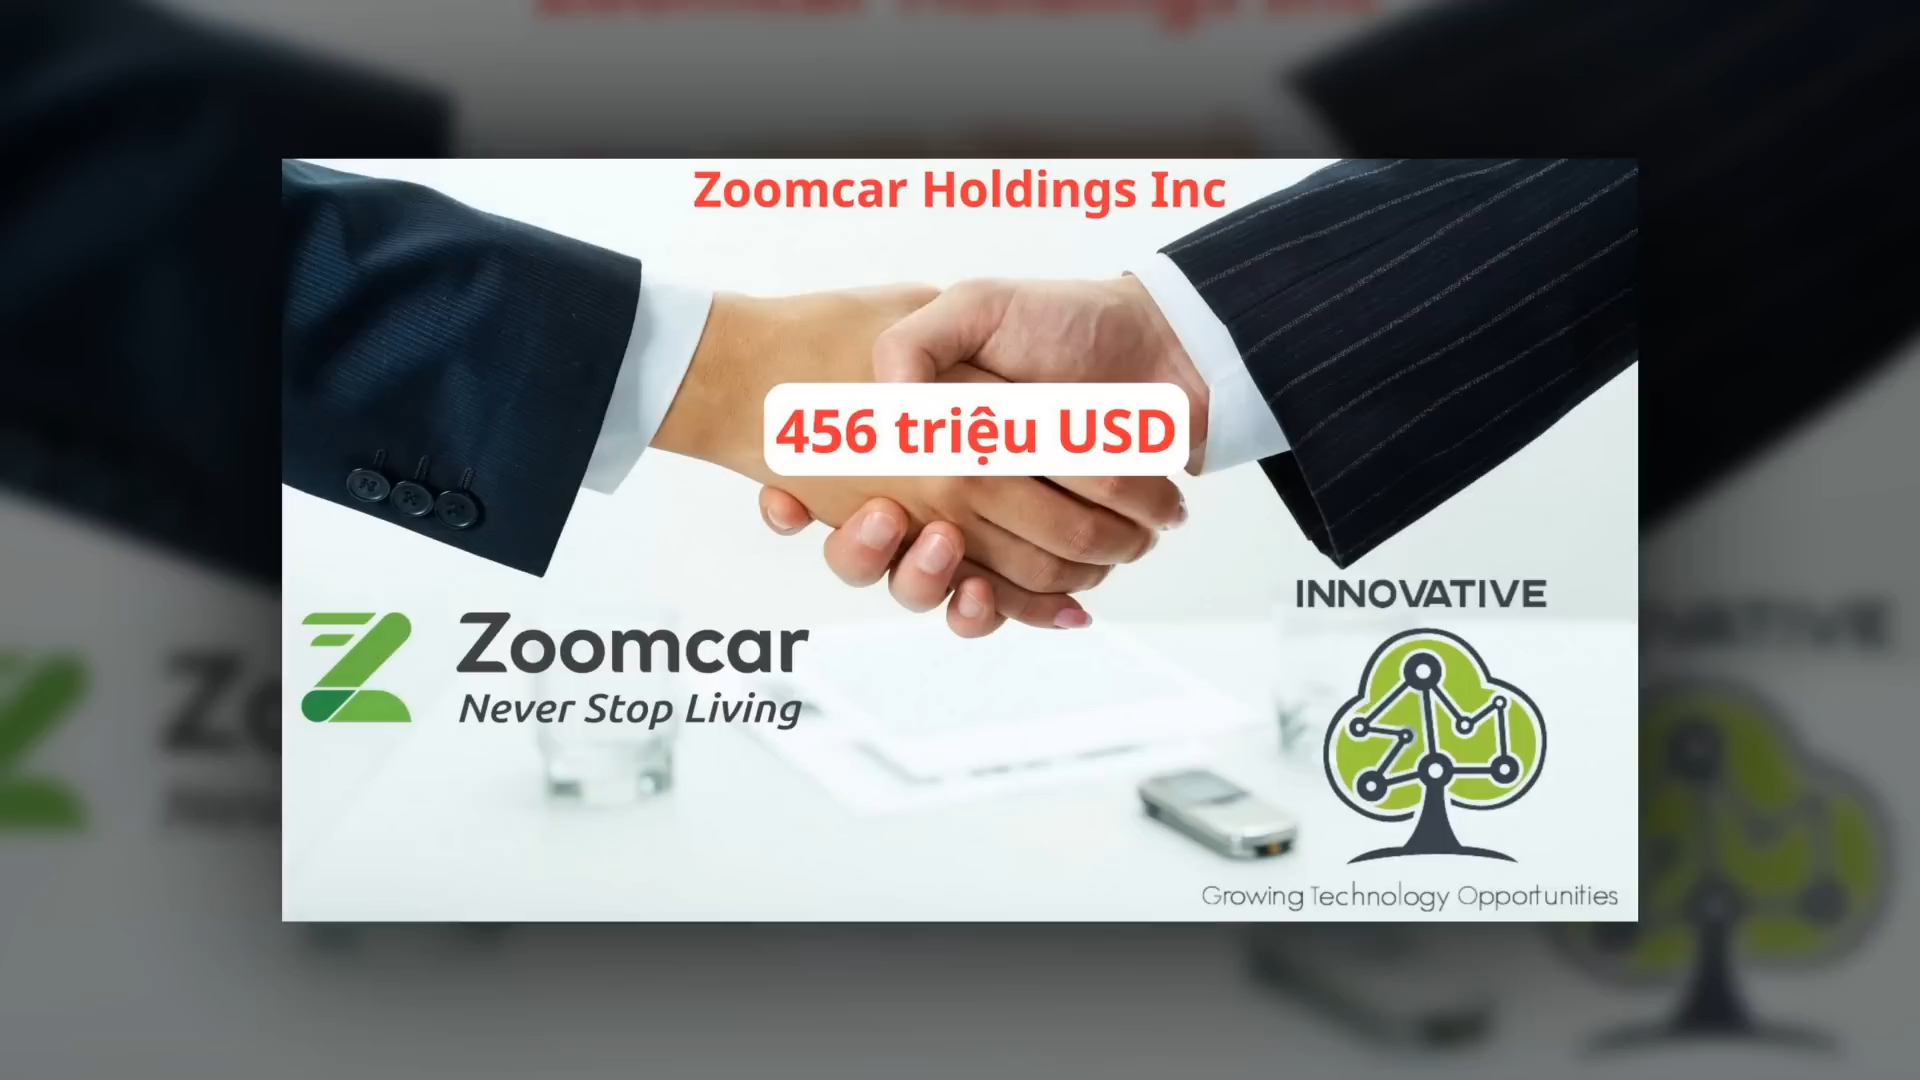 Zoomcar Holdings Inc
456 triệu USD
Zoomcar
Never Stop Living
INNOVATIVE
Growing Technology Opportunities